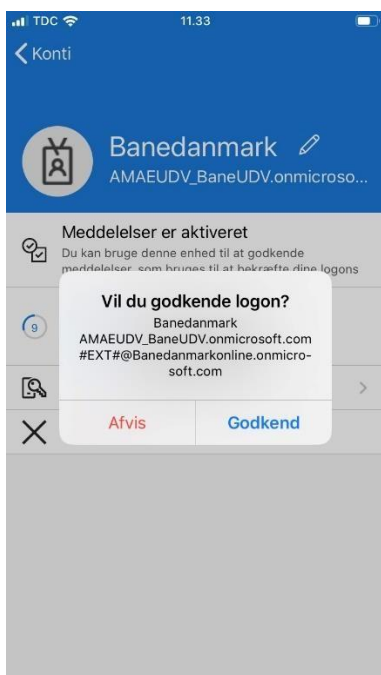 TDC 11.33
Konti
Banedanmark
AMAEUDV_BaneUDV.onmicroso...
Meddelelser er aktiveret
Du kan bruge denne enhed til at godkende
meddelelser, som bruges til at bekræfte dine logons
9
Vil du godkende logon?
Banedanmark
AMAEUDV_BaneUDV.onmicrosoft.com
#EXT#@Banedanmarkonline.onmicro-
soft.com
Afvis Godkend